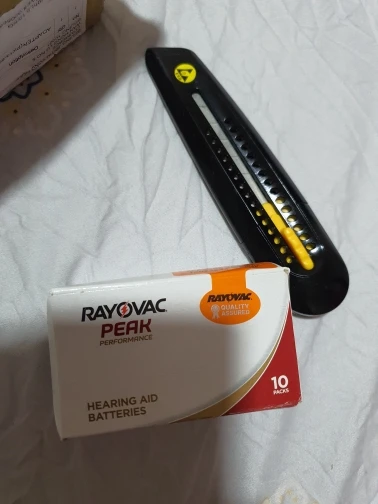 RAYOVAC
PEAK
PERFORMANCE
RAYOVAC
QUALITY
ASSURED
HEARING AID
BATTERIES
10
PACKS